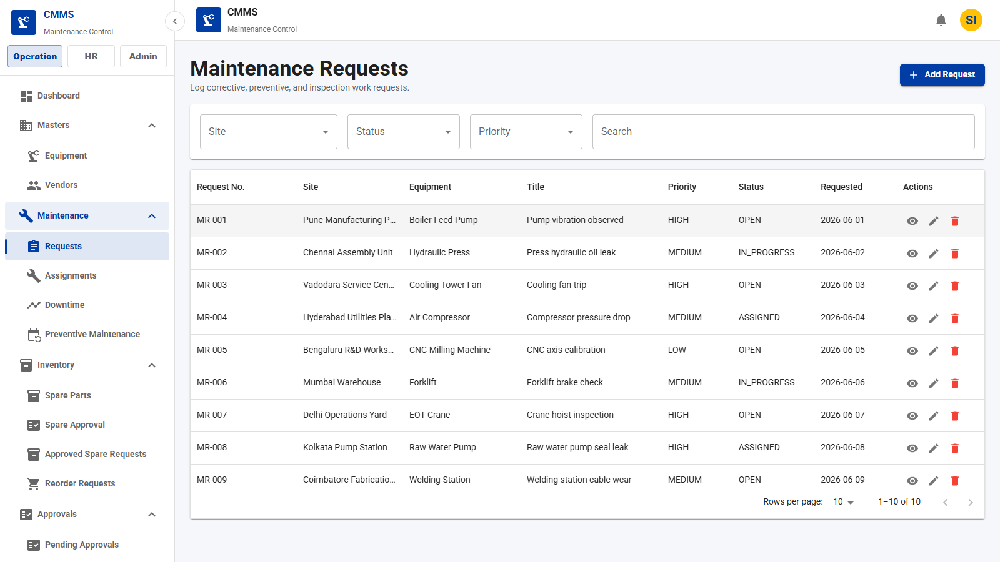 CMMS
Maintenance Control
Operation
HR
Admin
Dashboard
Masters
Equipment
Vendors
Maintenance
Requests
Assignments
Downtime
Preventive Maintenance
Inventory
Spare Parts
Spare Approval
Approved Spare Requests
Reorder Requests
Approvals
Pending Approvals
CMMS
Maintenance Control
SI
Maintenance Requests
Log corrective, preventive, and inspection work requests.
Add Request
Site
Status
Priority
Search
Request No. Site Equipment Title Priority Status Requested Actions
MR-001 Pune Manufacturing P... Boiler Feed Pump Pump vibration observed HIGH OPEN 2026-06-01
MR-002 Chennai Assembly Unit Hydraulic Press Press hydraulic oil leak MEDIUM IN_PROGRESS 2026-06-02
MR-003 Vadodara Service Cen... Cooling Tower Fan Cooling fan trip HIGH OPEN 2026-06-03
MR-004 Hyderabad Utilities Pla... Air Compressor Compressor pressure drop MEDIUM ASSIGNED 2026-06-04
MR-005 Bengaluru R&D Works... CNC Milling Machine CNC axis calibration LOW OPEN 2026-06-05
MR-006 Mumbai Warehouse Forklift Forklift brake check MEDIUM IN_PROGRESS 2026-06-06
MR-007 Delhi Operations Yard EOT Crane Crane hoist inspection HIGH OPEN 2026-06-07
MR-008 Kolkata Pump Station Raw Water Pump Raw water pump seal leak HIGH ASSIGNED 2026-06-08
MR-009 Coimbatore Fabricatio... Welding Station Welding station cable wear MEDIUM OPEN 2026-06-09
Rows per page: 10 1–10 of 10